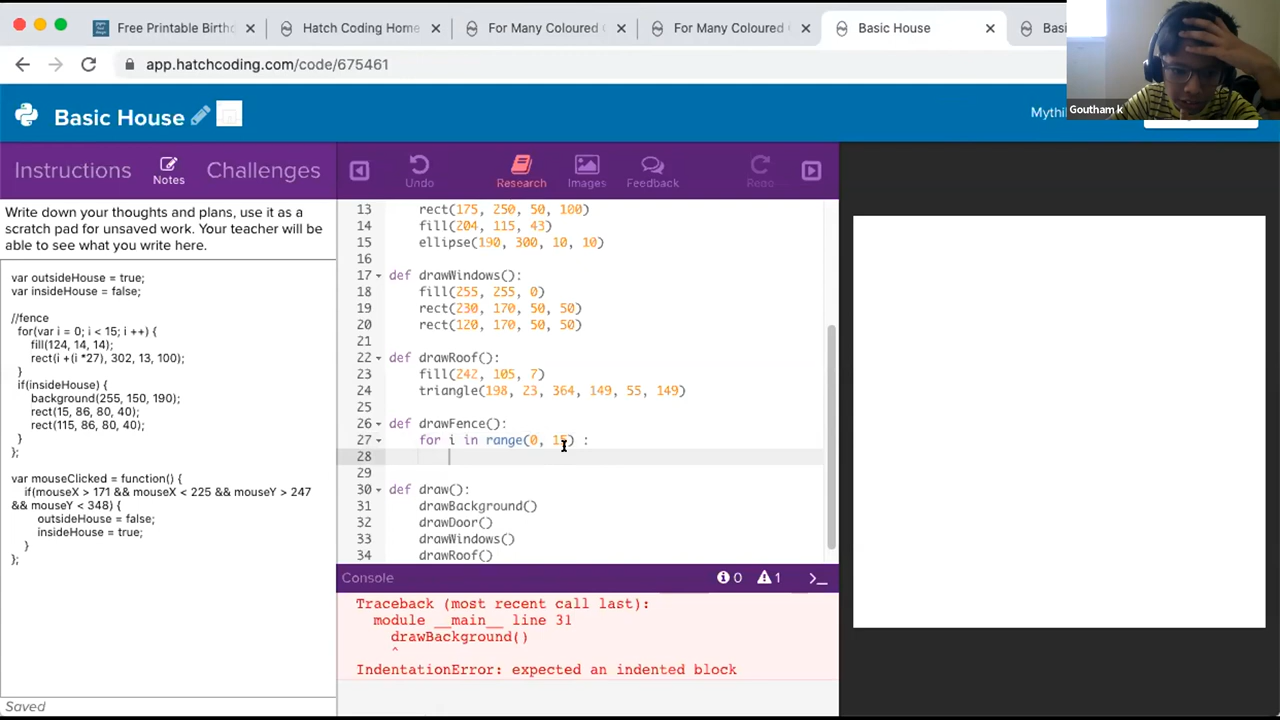 Free Printable Birth
Hatch Coding Home
For Many Coloured
For Many Coloured
Basic House
Basi
app.hatchcoding.com/code/675461
Goutham k
Basic House
Mythil
Instructions
Notes
Challenges
Undo
Research
Images
Feedback
Redo
Write down your thoughts and plans, use it as a
scratch pad for unsaved work. Your teacher will be
able to see what you write here.
var outsideHouse = true;
var insideHouse = false;
//fence
for(var i = 0; i < 15; i ++) {
fill(124, 14, 14);
rect(i +(i *27), 302, 13, 100);
}
if(insideHouse) {
background(255, 150, 190);
rect(15, 86, 80, 40);
rect(115, 86, 80, 40);
}
};
var mouseClicked = function() {
if(mouseX > 171 && mouseX < 225 && mouseY > 247
&& mouseY < 348) {
outsideHouse = false;
insideHouse = true;
}
};
Saved
13 rect(175, 250, 50, 100)
14 fill(204, 115, 43)
15 ellipse(190, 300, 10, 10)
16
17 def drawWindows():
18 fill(255, 255, 0)
19 rect(230, 170, 50, 50)
20 rect(120, 170, 50, 50)
21
22 def drawRoof():
23 fill(242, 105, 7)
24 triangle(198, 23, 364, 149, 55, 149)
25
26 def drawFence():
27 for i in range(0, 15) :
28
29
30 def draw():
31 drawBackground()
32 drawDoor()
33 drawWindows()
34 drawRoof()
Console
0
1
Traceback (most recent call last):
module __main__ line 31
drawBackground()
^
IndentationError: expected an indented block